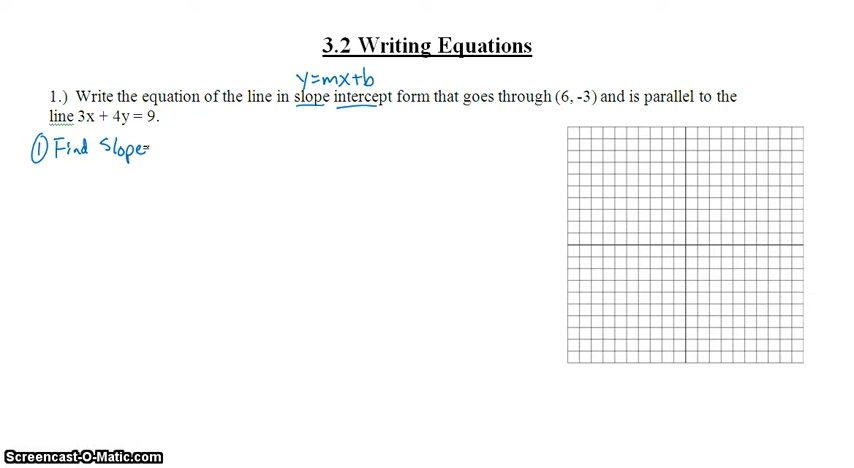 3.2 Writing Equations
y=mx+b
1.) Write the equation of the line in slope intercept form that goes through (6, -3) and is parallel to the
line 3x + 4y = 9.
① Find Slope=
Screencast-O-Matic.com